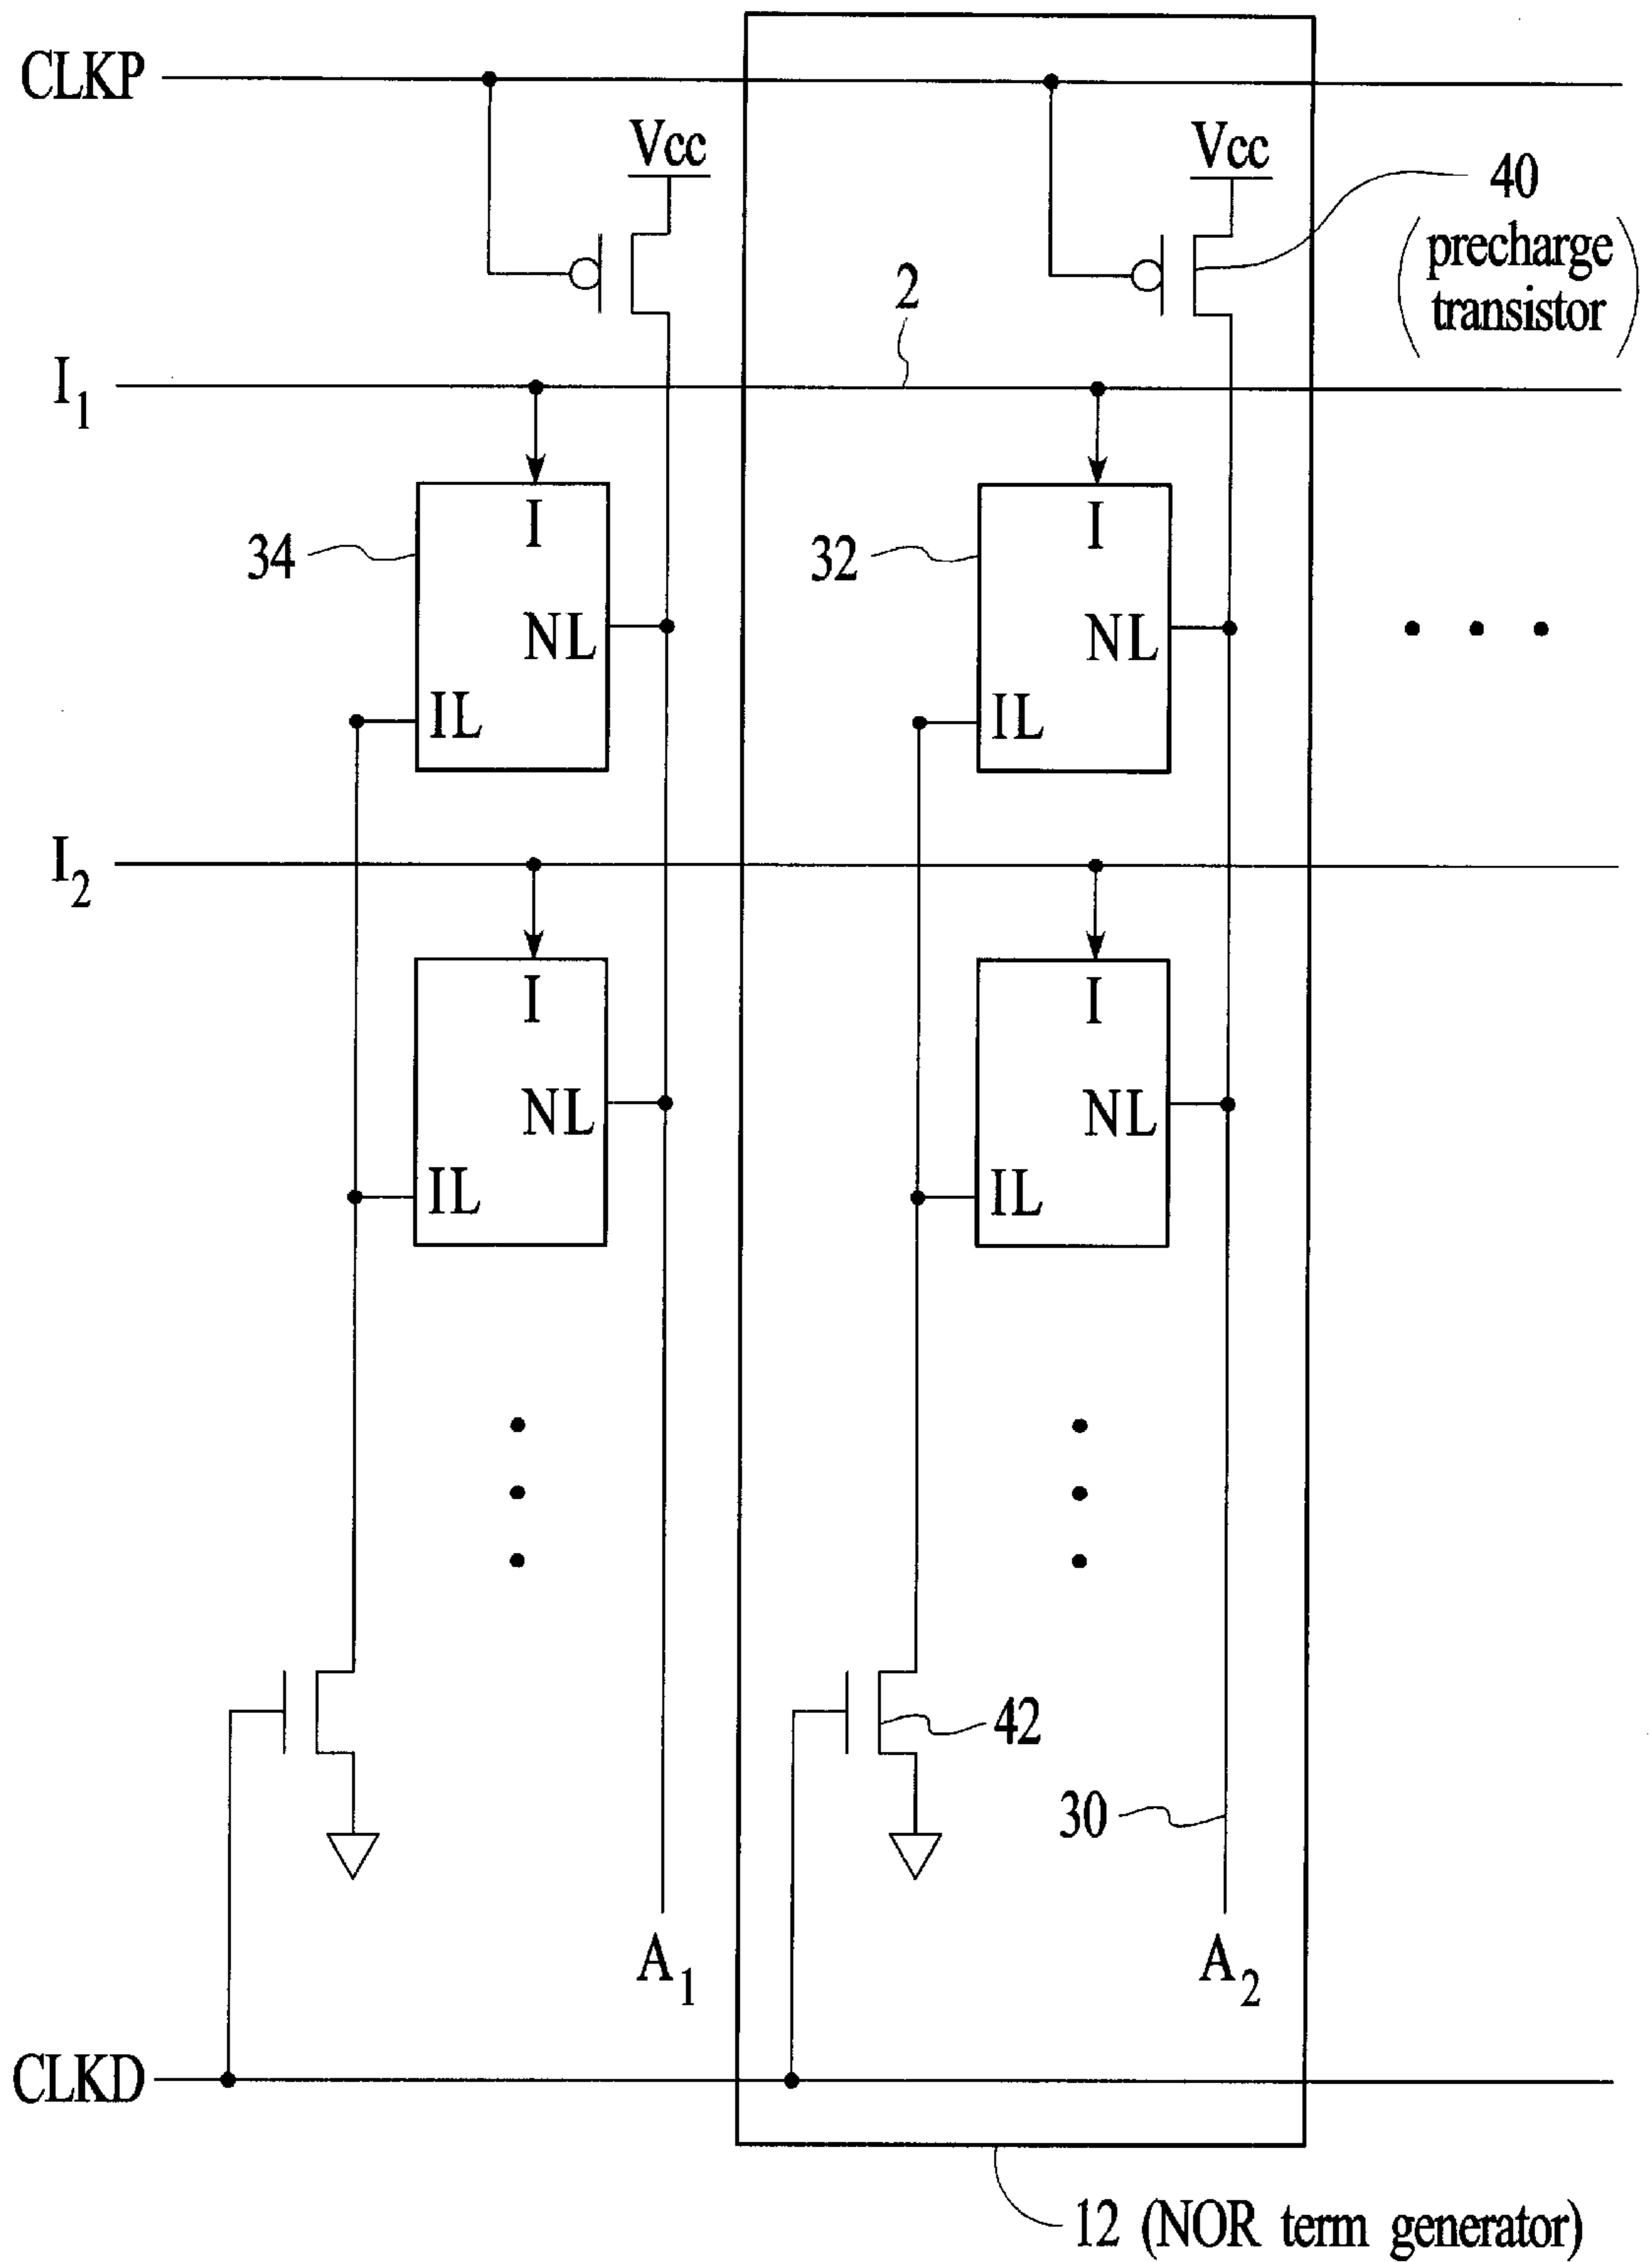 CLKP
Vcc
Vcc
40
(precharge
transistor)
2
I1
I
I
34
32
NL
NL
IL
IL
I2
I
I
NL
NL
IL
IL
42
30
A1
A2
CLKD
12 (NOR term generator)